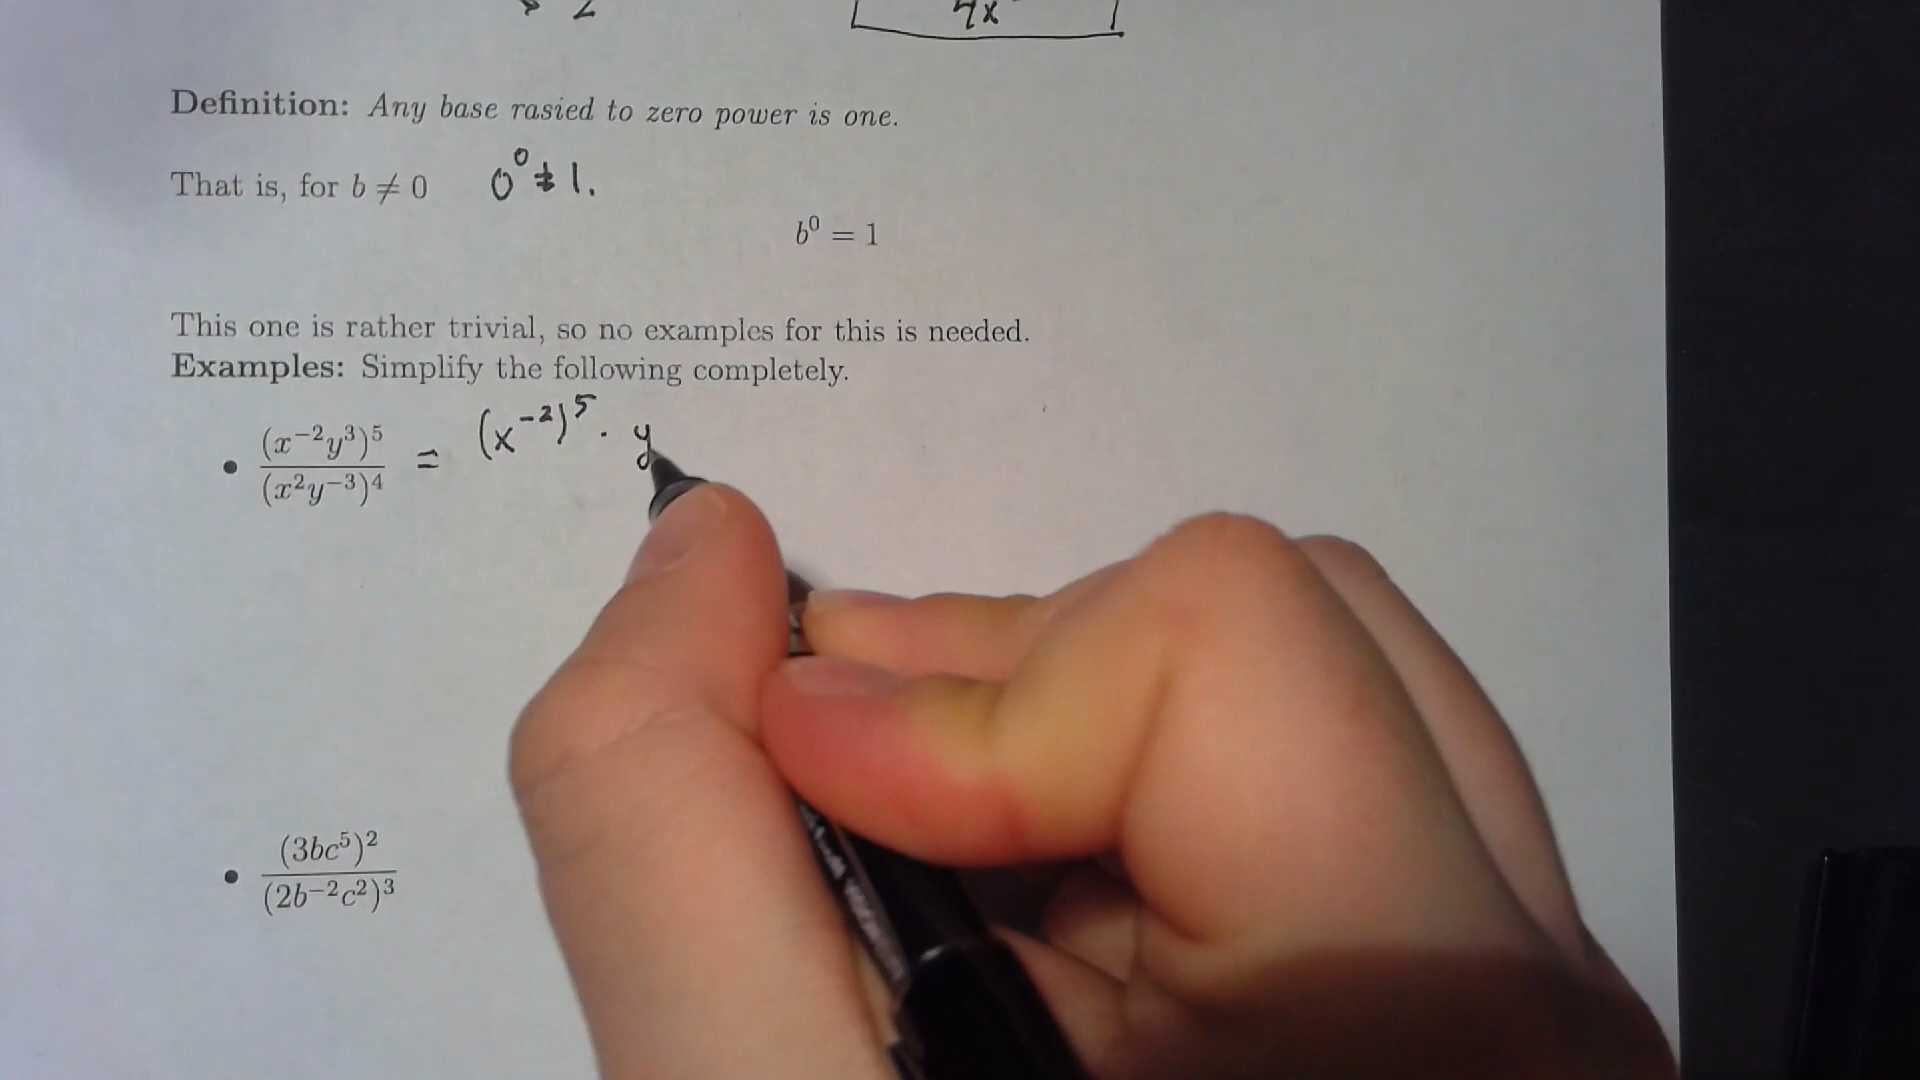 4x
Definition: Any base rasied to zero power is one.
That is, for b ≠ 0 0⁰ ≠ 1.
b⁰ = 1
This one is rather trivial, so no examples for this is needed.
Examples: Simplify the following completely.
• (x⁻²y³)⁵ / (x²y⁻³)⁴ = (x⁻²)⁵ · y
• (3bc⁵)² / (2b⁻²c²)³